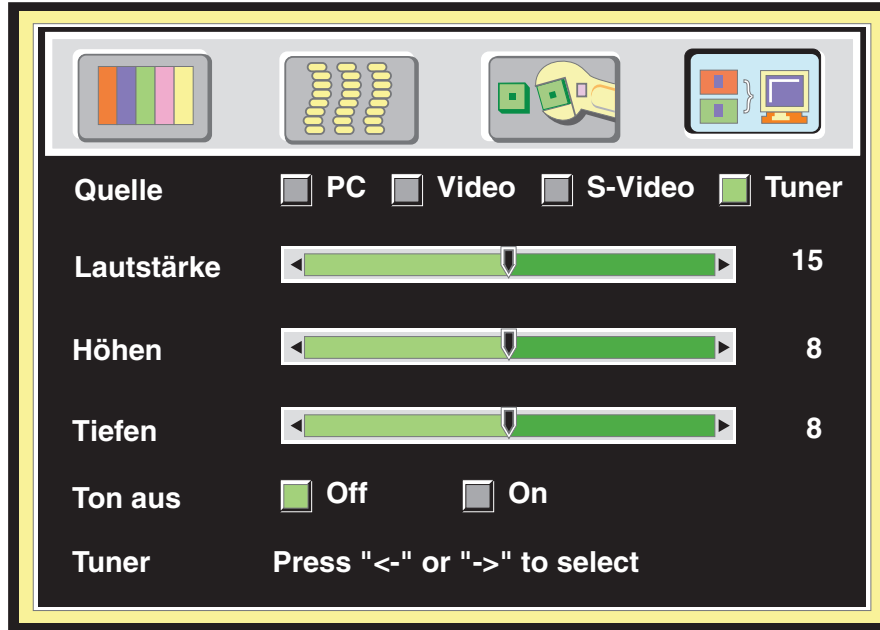 Quelle PC Video S-Video Tuner
Lautstärke 15
Höhen 8
Tiefen 8
Ton aus Off On
Tuner Press "<-" or "->" to select